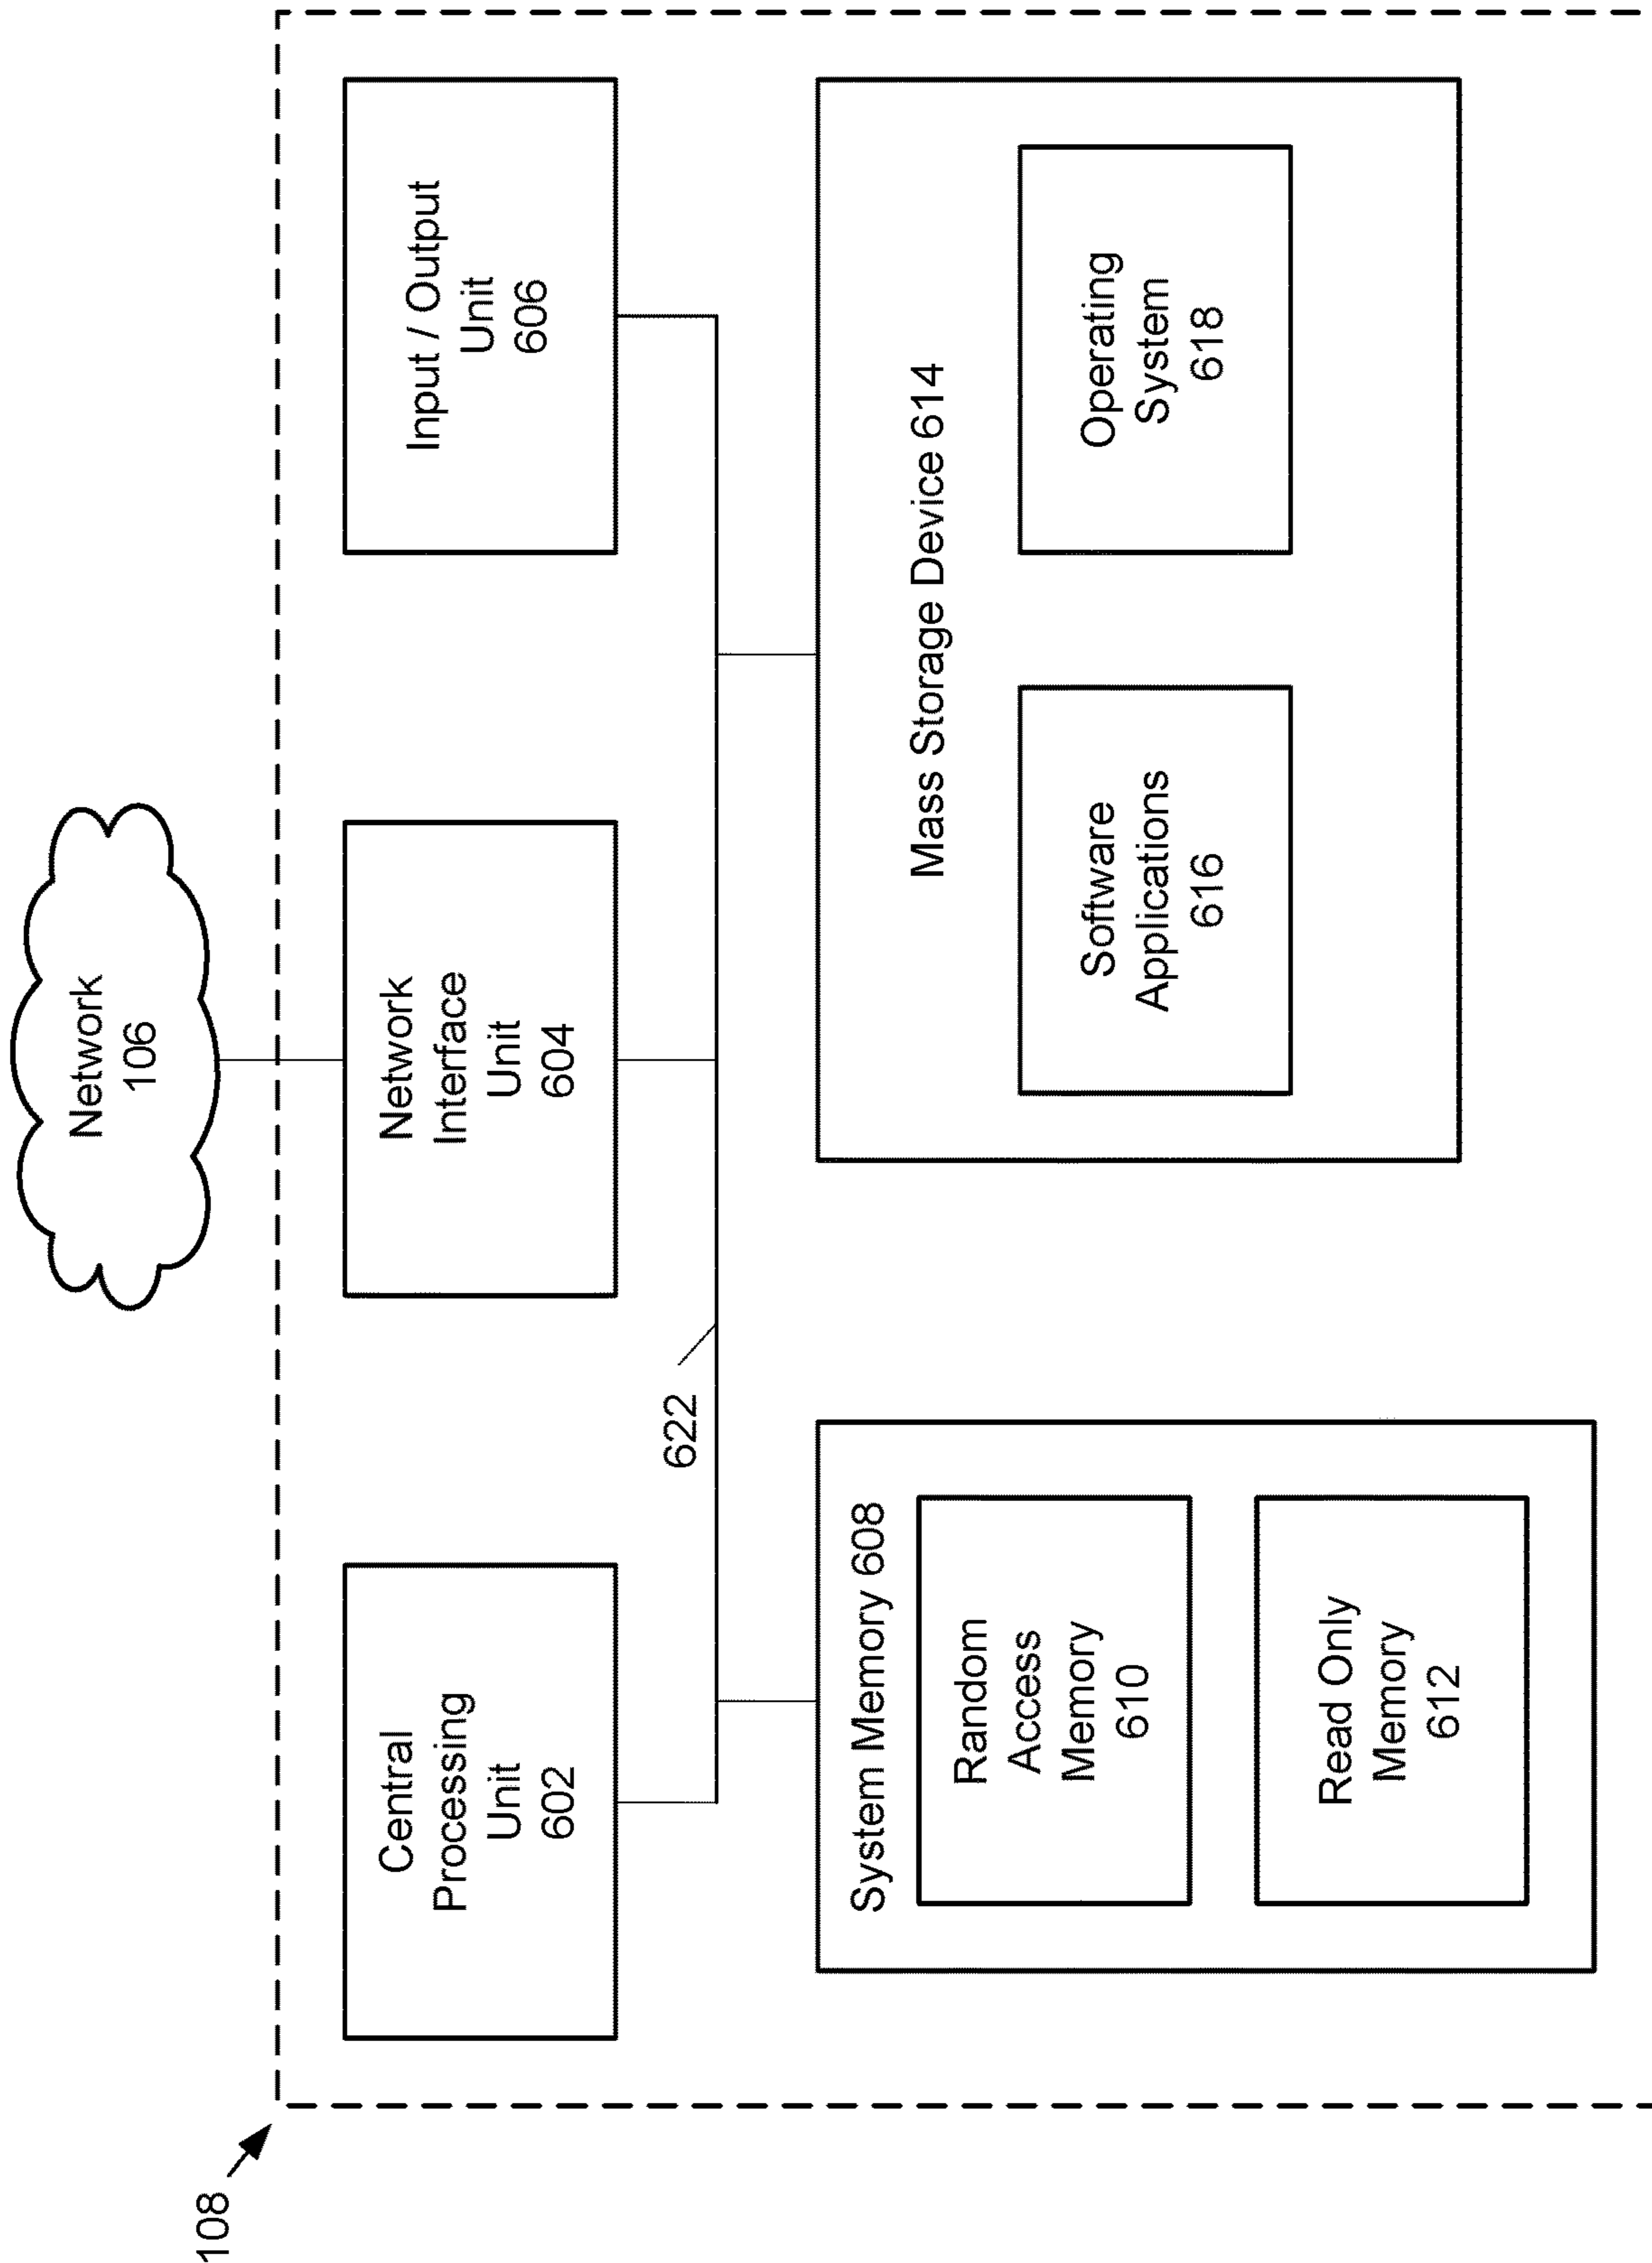 108
Network
106
Central
Processing
Unit
602
Network
Interface
Unit
604
Input / Output
Unit
606
622
System Memory 608
Random
Access
Memory
610
Read Only
Memory
612
Mass Storage Device 614
Software
Applications
616
Operating
System
618